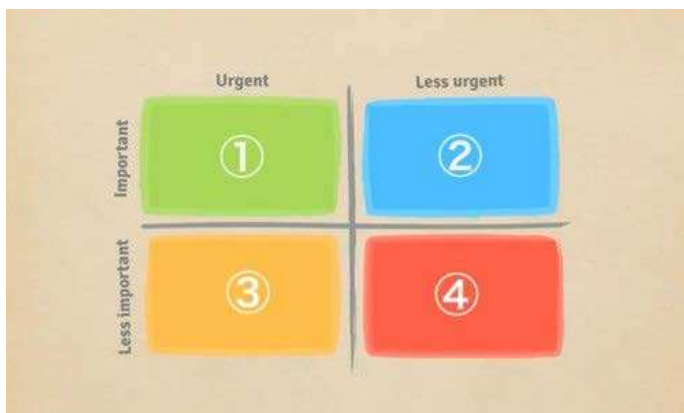 Urgent
Less urgent
Important
①
②
Less important
③
④